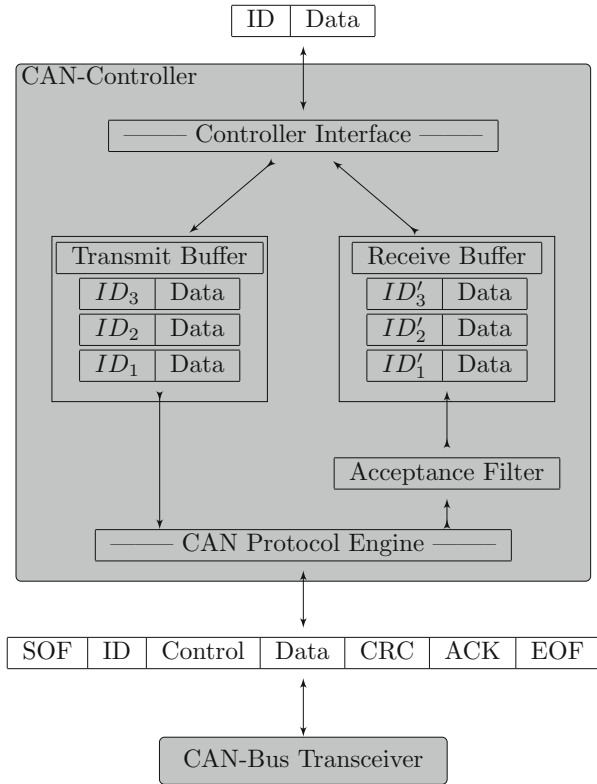 ID Data
CAN-Controller
Controller Interface
Transmit Buffer Receive Buffer
ID₃ Data ID′₃ Data
ID₂ Data ID′₂ Data
ID₁ Data ID′₁ Data
Acceptance Filter
CAN Protocol Engine
SOF ID Control Data CRC ACK EOF
CAN-Bus Transceiver